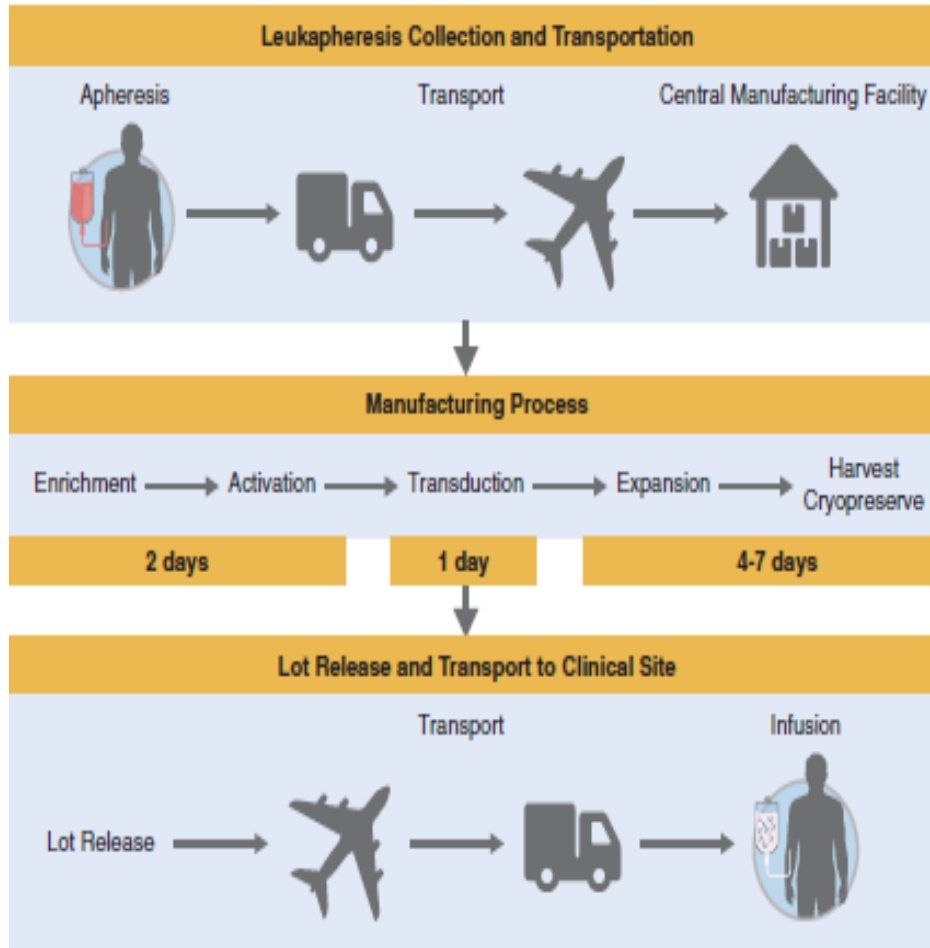 Leukapheresis Collection and Transportation
Apheresis
Transport
Central Manufacturing Facility
Manufacturing Process
Enrichment
Activation
Transduction
Expansion
Harvest
Cryopreserve
2 days
1 day
4-7 days
Lot Release and Transport to Clinical Site
Transport
Infusion
Lot Release